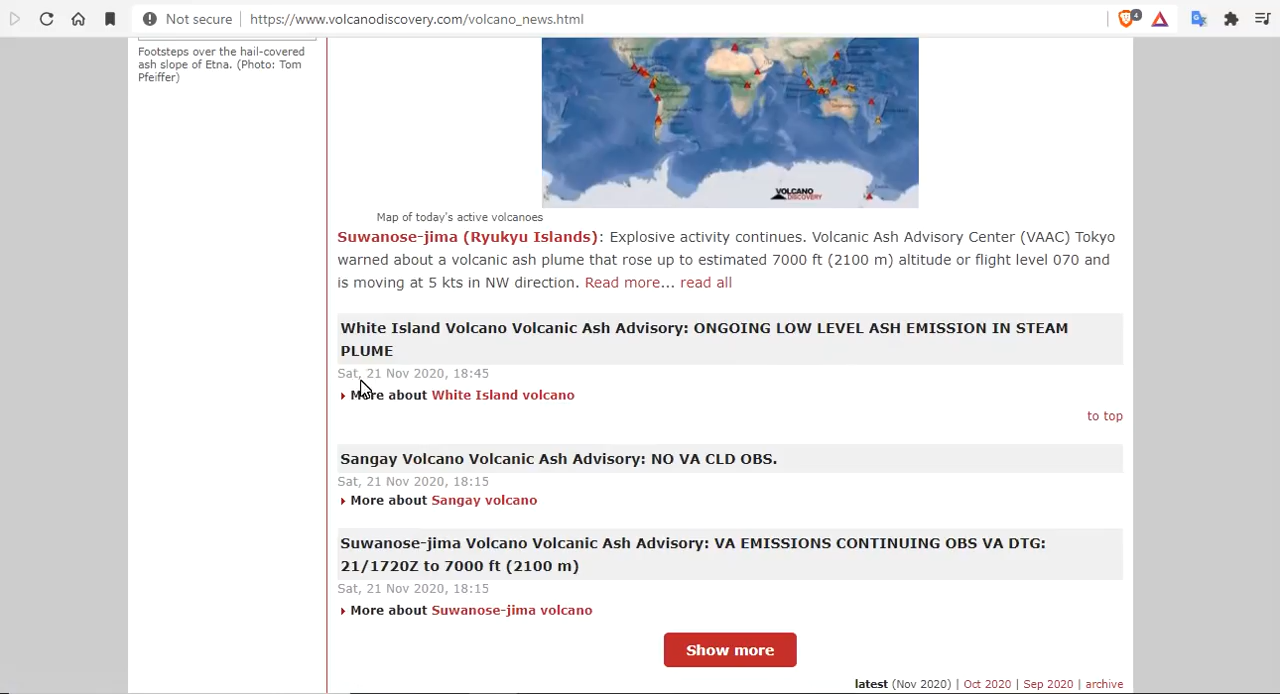 Not secure
https://www.volcanodiscovery.com/volcano_news.html
4
Footsteps over the hail-covered
ash slope of Etna. (Photo: Tom
Pfeiffer)
VOLCANO
DISCOVERY
Map of today's active volcanoes
Suwanose-jima (Ryukyu Islands): Explosive activity continues. Volcanic Ash Advisory Center (VAAC) Tokyo
warned about a volcanic ash plume that rose up to estimated 7000 ft (2100 m) altitude or flight level 070 and
is moving at 5 kts in NW direction. Read more... read all
White Island Volcano Volcanic Ash Advisory: ONGOING LOW LEVEL ASH EMISSION IN STEAM
PLUME
Sat, 21 Nov 2020, 18:45
More about White Island volcano
to top
Sangay Volcano Volcanic Ash Advisory: NO VA CLD OBS.
Sat, 21 Nov 2020, 18:15
More about Sangay volcano
Suwanose-jima Volcano Volcanic Ash Advisory: VA EMISSIONS CONTINUING OBS VA DTG:
21/1720Z to 7000 ft (2100 m)
Sat, 21 Nov 2020, 18:15
More about Suwanose-jima volcano
Show more
latest (Nov 2020) | Oct 2020 | Sep 2020 | archive